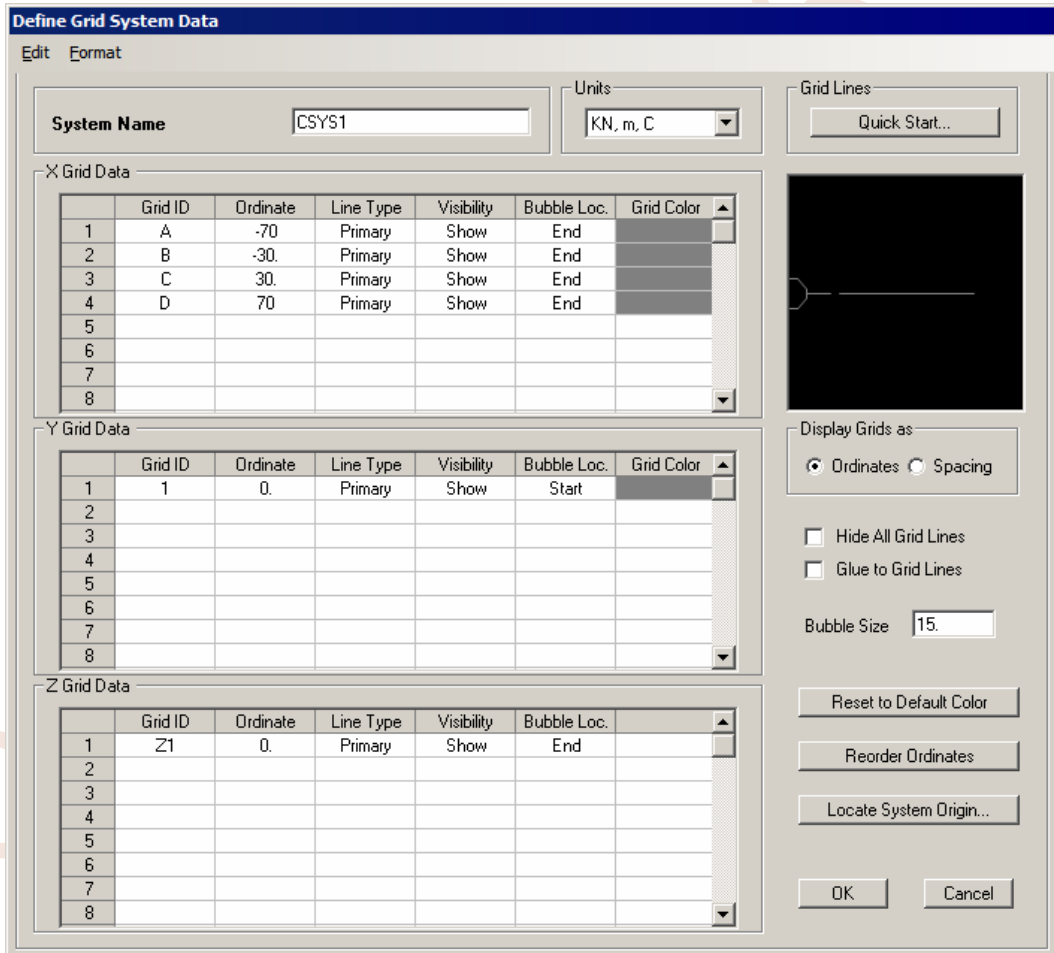 Define Grid System Data
Edit Format
System Name CSYS1
Units
KN, m, C
Grid Lines
Quick Start...
X Grid Data
Grid ID Ordinate Line Type Visibility Bubble Loc. Grid Color
1 A -70 Primary Show End
2 B -30. Primary Show End
3 C 30. Primary Show End
4 D 70 Primary Show End
5
6
7
8
Y Grid Data
Grid ID Ordinate Line Type Visibility Bubble Loc. Grid Color
1 1 0. Primary Show Start
2
3
4
5
6
7
8
Display Grids as
Ordinates Spacing
Hide All Grid Lines
Glue to Grid Lines
Bubble Size 15.
Z Grid Data
Grid ID Ordinate Line Type Visibility Bubble Loc.
1 Z1 0. Primary Show End
2
3
4
5
6
7
8
Reset to Default Color
Reorder Ordinates
Locate System Origin...
OK Cancel